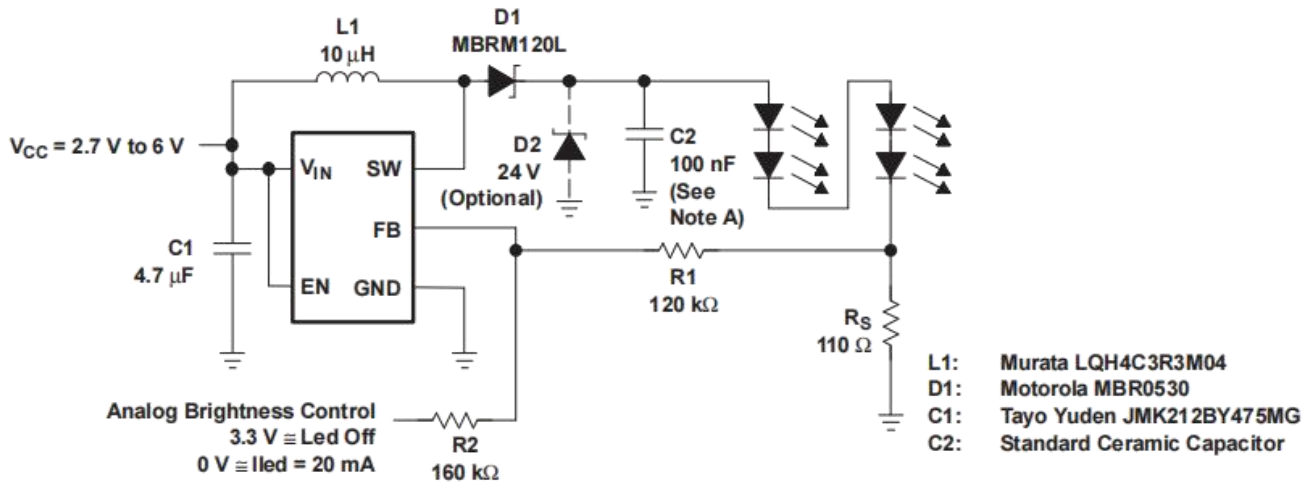 D1
MBRM120L
L1
10 μH
VCC = 2.7 V to 6 V
VIN
SW
D2
24 V
(Optional)
C2
100 nF
(See
Note A)
FB
C1
4.7 μF
EN
GND
R1
120 kΩ
RS
110 Ω
Analog Brightness Control
3.3 V ≅ Led Off
0 V ≅ Iled = 20 mA
R2
160 kΩ
L1: Murata LQH4C3R3M04
D1: Motorola MBR0530
C1: Tayo Yuden JMK212BY475MG
C2: Standard Ceramic Capacitor